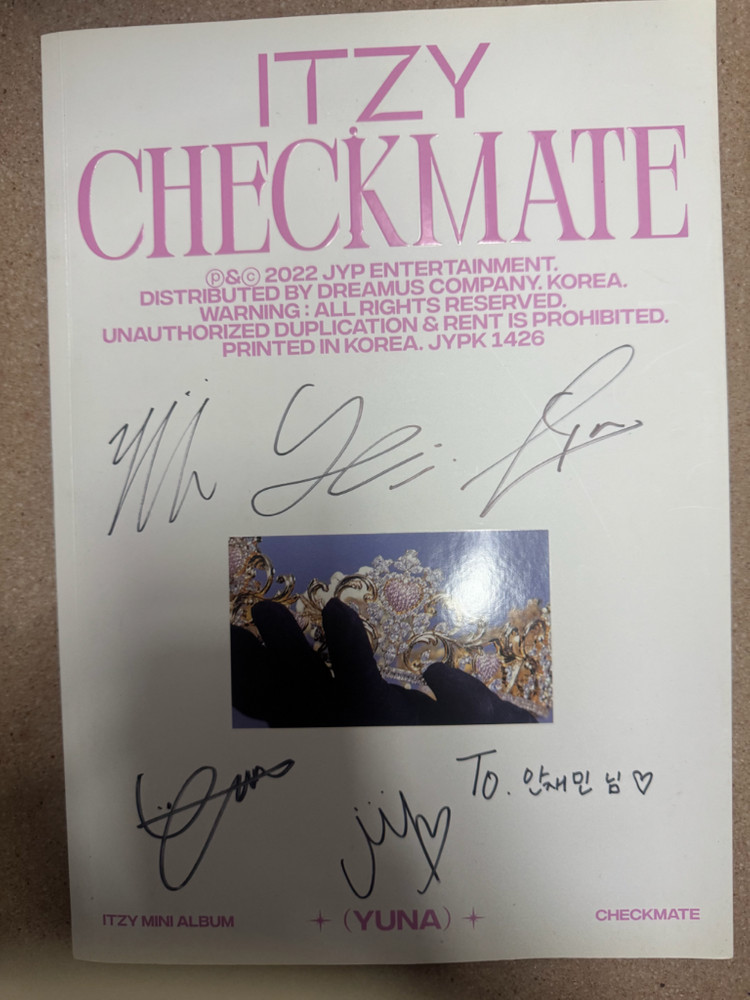 ITZY
CHECKMATE
Ⓟ&ⓒ 2022 JYP ENTERTAINMENT.
DISTRIBUTED BY DREAMUS COMPANY. KOREA.
WARNING : ALL RIGHTS RESERVED.
UNAUTHORIZED DUPLICATION & RENT IS PROHIBITED.
PRINTED IN KOREA. JYPK 1426
To. 안재민 님♡
ITZY MINI ALBUM (YUNA) CHECKMATE